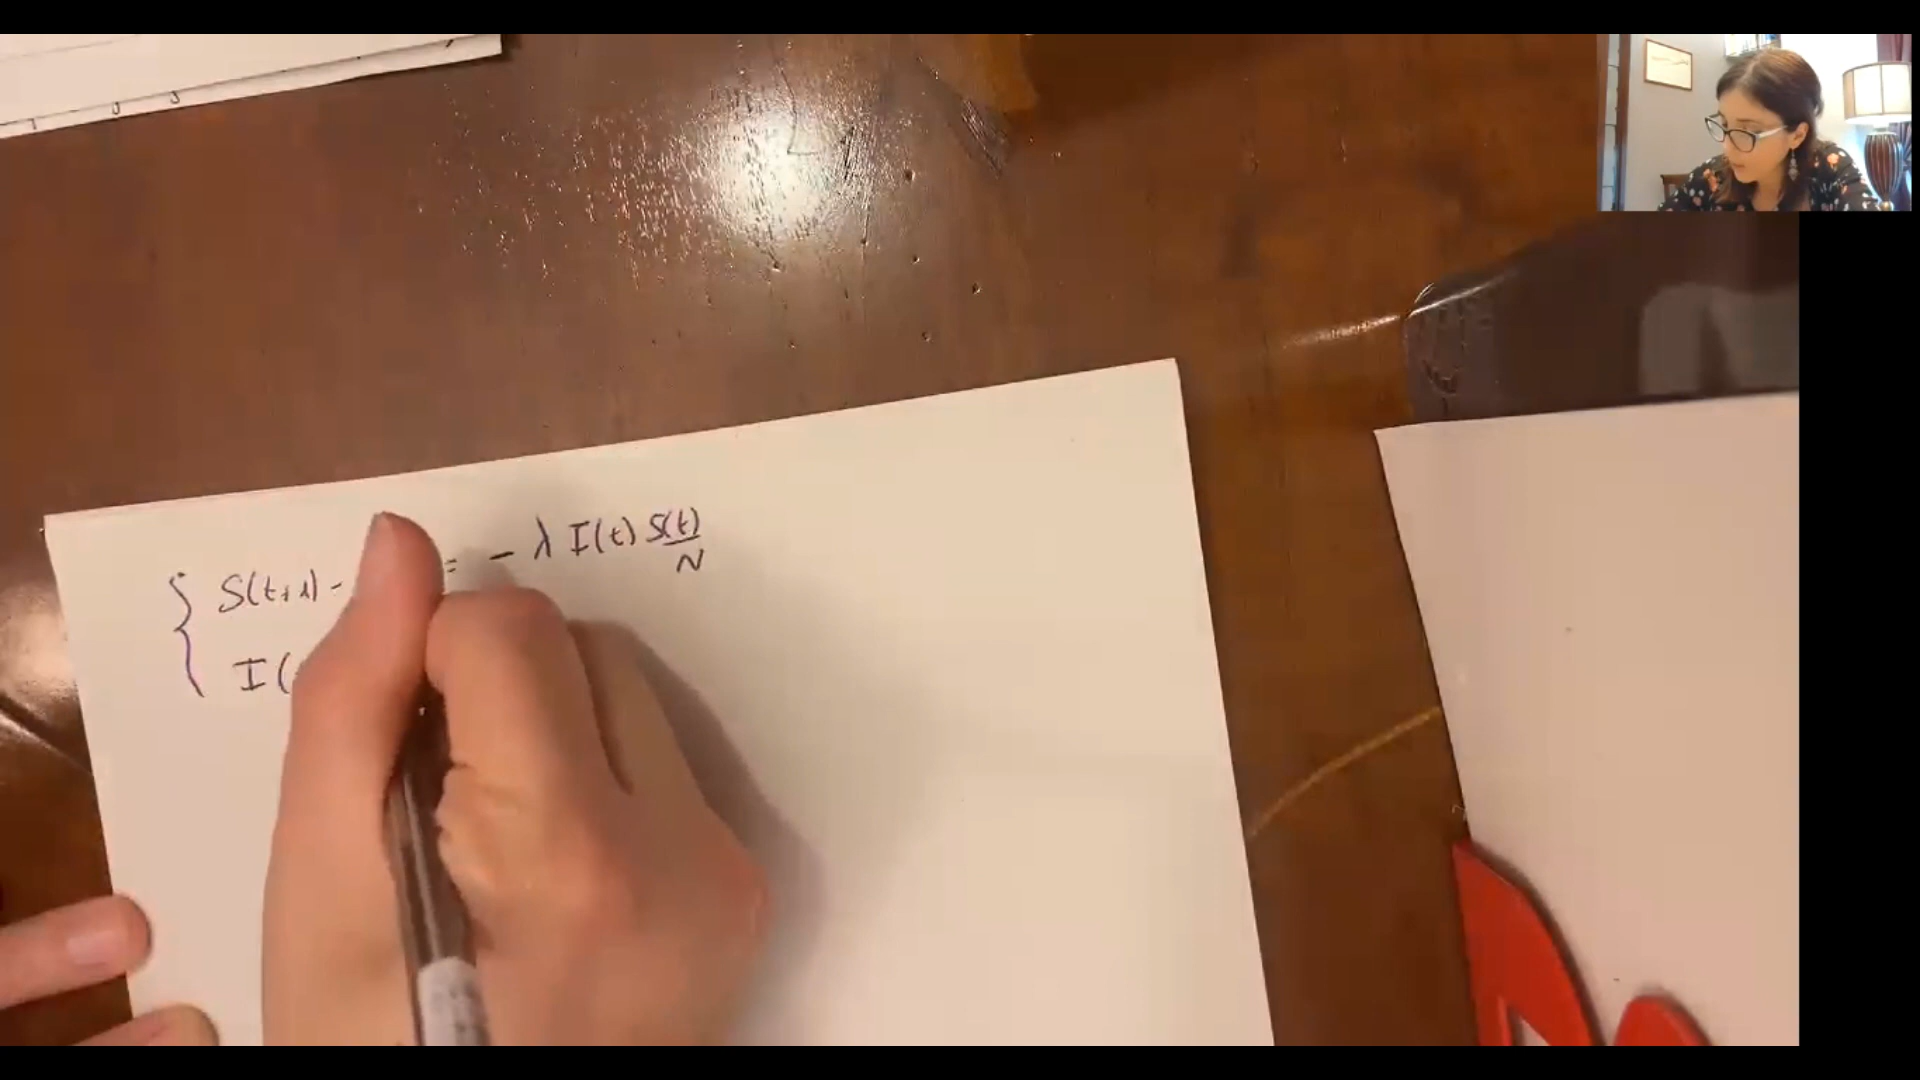 S(t+1) - = - λ I(t) S(t)/N
I(